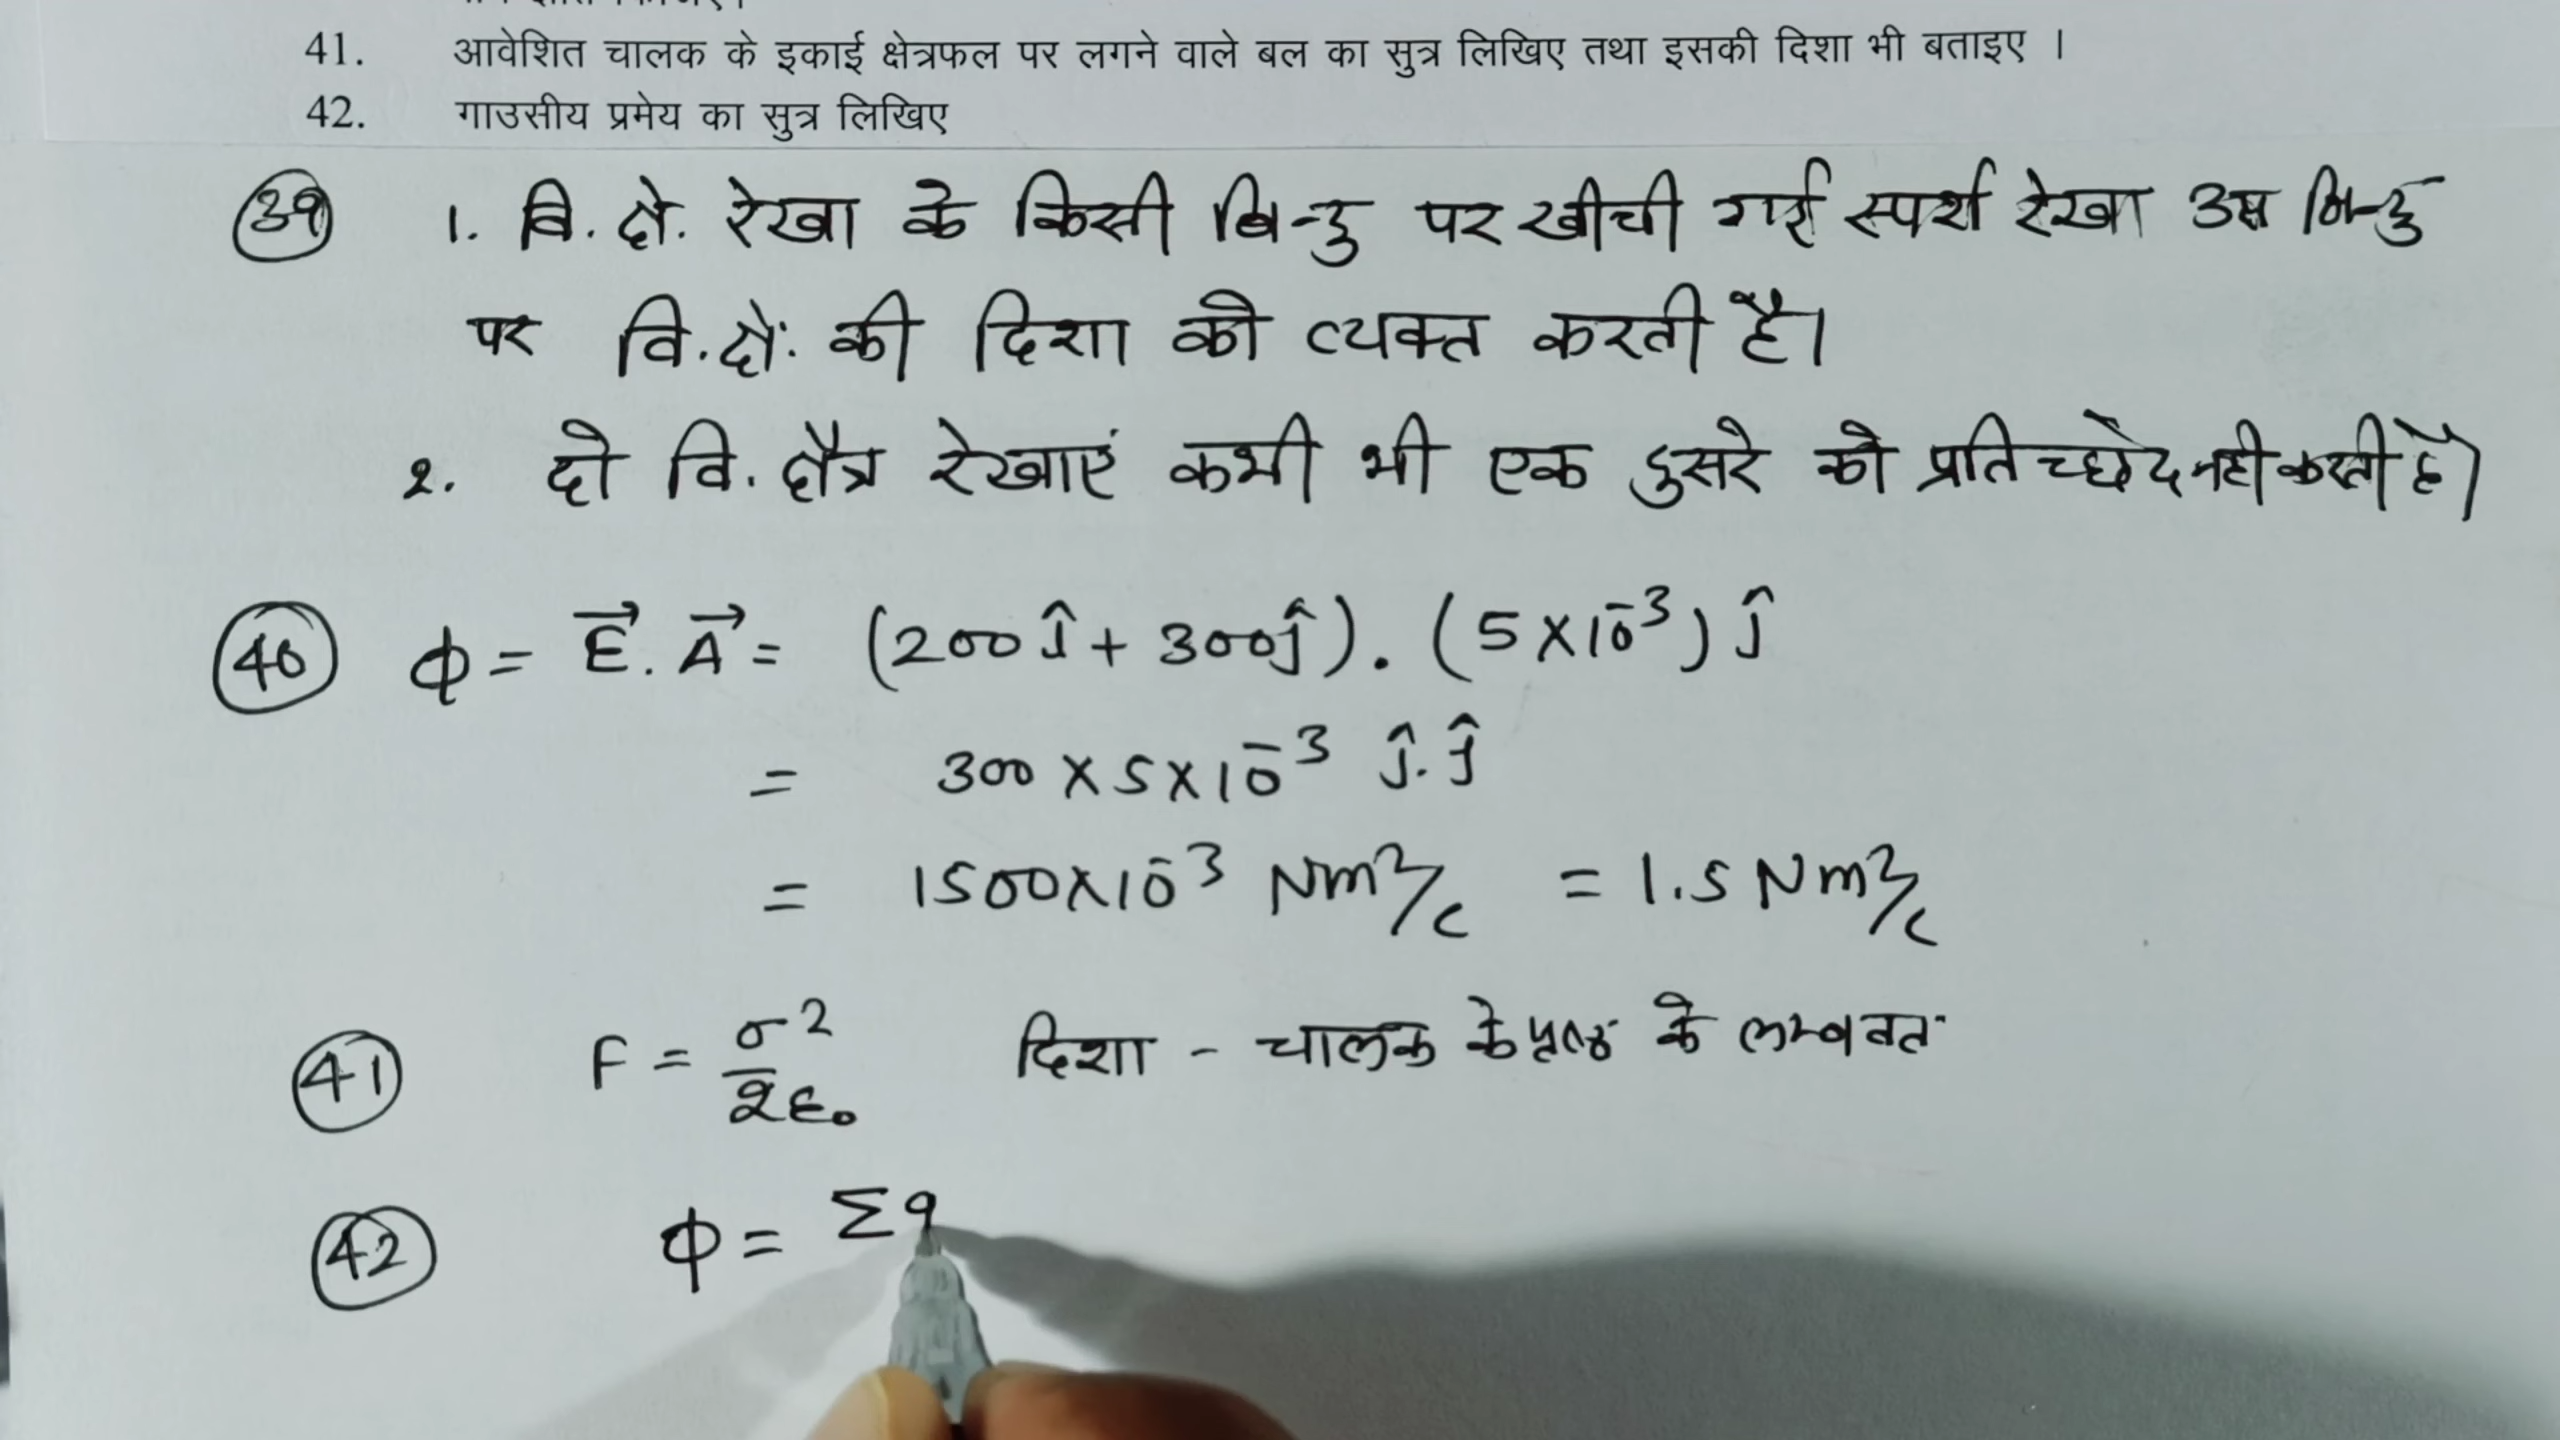 41. आवेशित चालक के इकाई क्षेत्रफल पर लगने वाले बल का सुत्र लिखिए तथा इसकी दिशा भी बताइए ।
42. गाउसीय प्रमेय का सुत्र लिखिए
39 1. वि. क्षे. रेखा के किसी बिन्दु पर खीची गई स्पर्श रेखा उस बिन्दु
पर वि.क्षे. की दिशा को व्यक्त करती है।
2. दो वि. क्षैत्र रेखाएं कभी भी एक दुसरे को प्रतिच्छेद नही करती है।
40 ϕ = E⃗ . A⃗ = (200 ĵ + 300ĵ) . (5×10⁻³) ĵ
= 300 × 5×10⁻³ ĵ.ĵ
= 1500×10⁻³ Nm²/C = 1.5 Nm²/C
41 F = σ²/2ε₀ दिशा - चालक के पृष्ठ के लम्बवत
42 ϕ = Σq